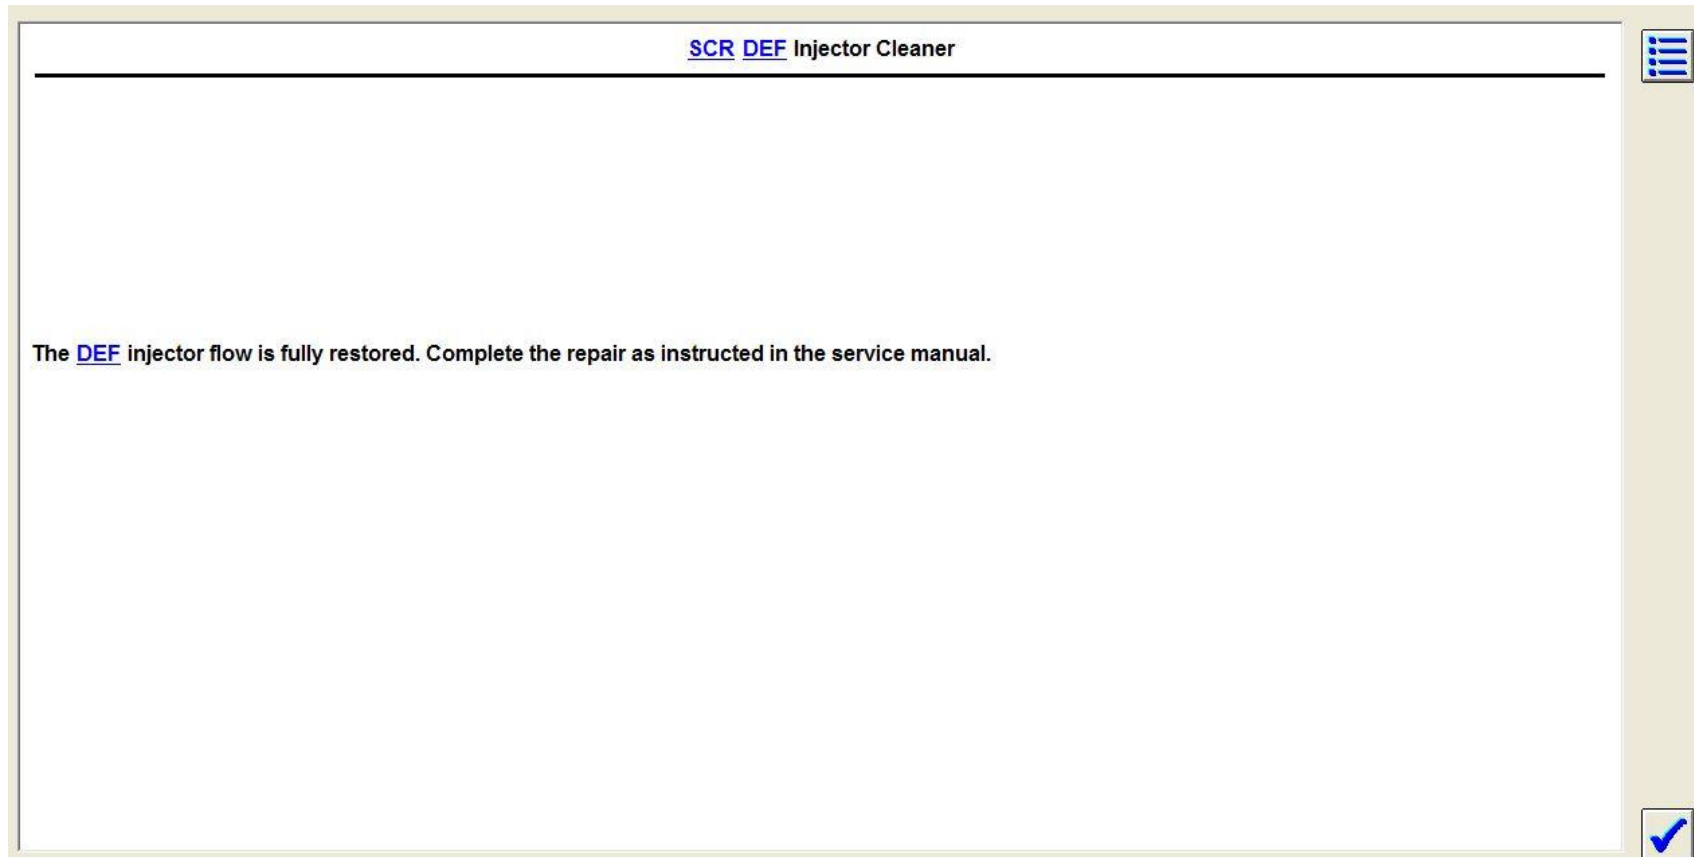 SCR DEF Injector Cleaner
The DEF injector flow is fully restored. Complete the repair as instructed in the service manual.